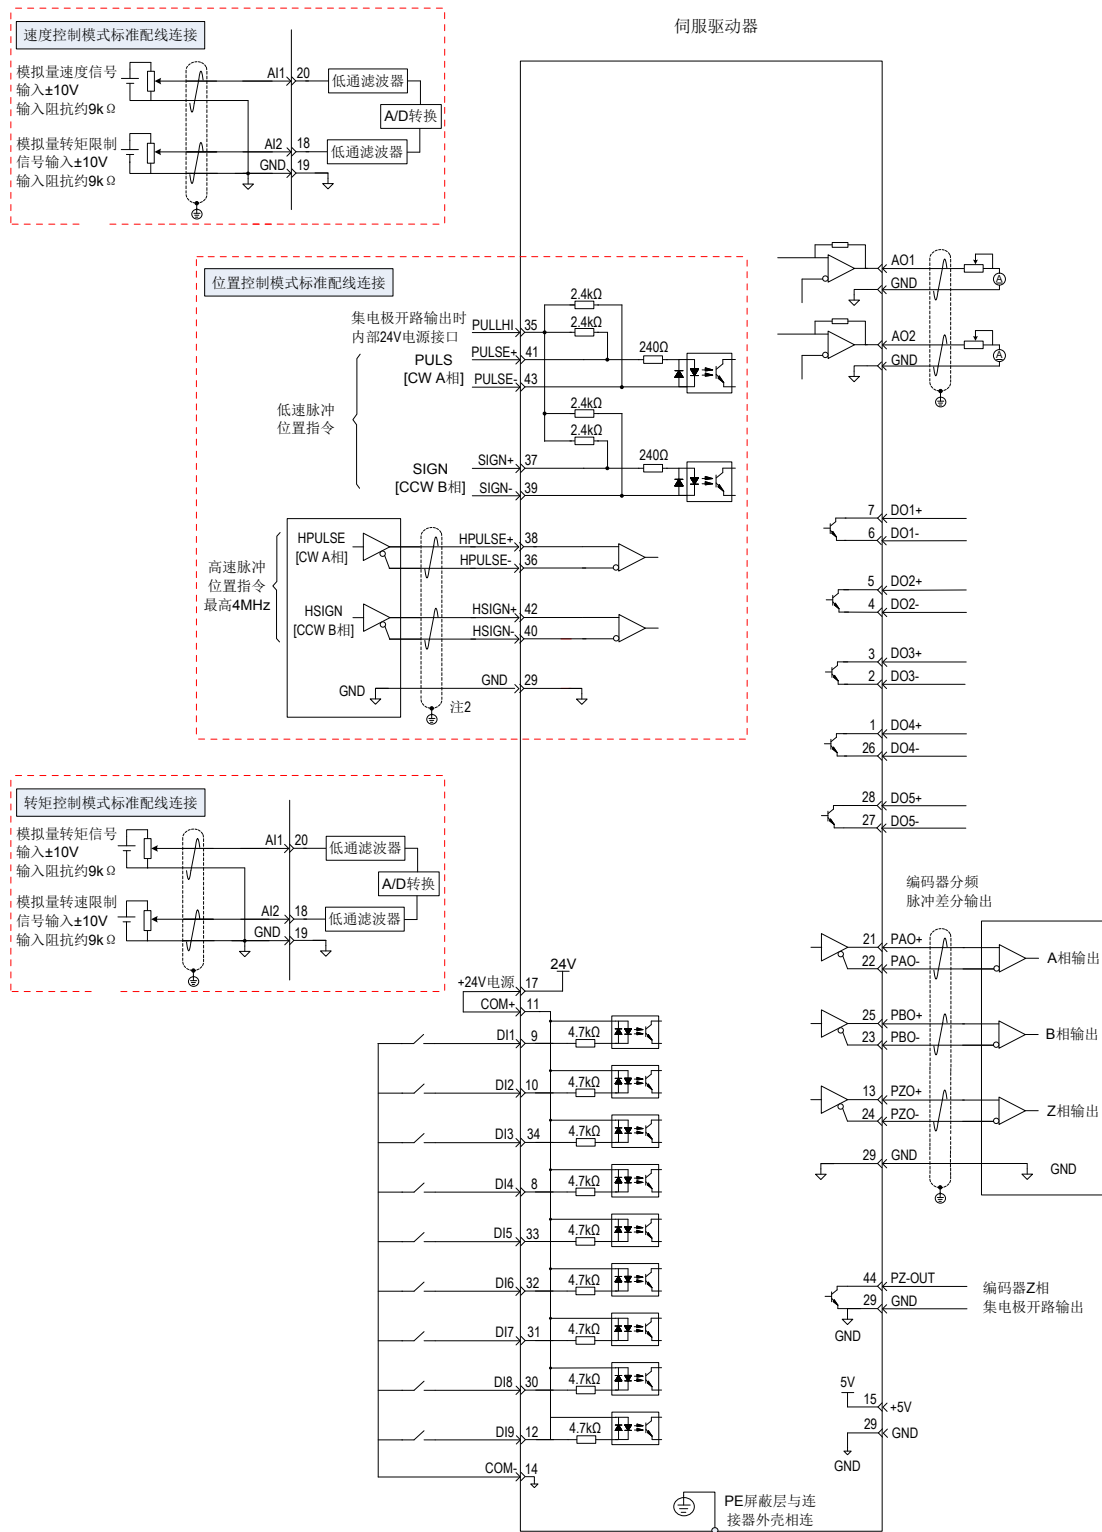 伺服驱动器
速度控制模式标准配线连接
模拟量速度信号
输入±10V
输入阻抗约9kΩ
AI1 20 低通滤波器
A/D转换
模拟量转矩限制
信号输入±10V
输入阻抗约9kΩ
AI2 18 低通滤波器
GND 19
位置控制模式标准配线连接
集电极开路输出时
内部24V电源接口
PULLHI 35
2.4kΩ
2.4kΩ
PULS
[CW A相]
PULSE+ 41
240Ω
PULSE- 43
低速脉冲
位置指令
2.4kΩ
2.4kΩ
SIGN
[CCW B相]
SIGN+ 37
240Ω
SIGN- 39
高速脉冲
位置指令
最高4MHz
HPULSE
[CW A相]
HPULSE+ 38
HPULSE- 36
HSIGN
[CCW B相]
HSIGN+ 42
HSIGN- 40
GND GND 29
注2
转矩控制模式标准配线连接
模拟量转矩信号
输入±10V
输入阻抗约9kΩ
AI1 20 低通滤波器
A/D转换
模拟量转速限制
信号输入±10V
输入阻抗约9kΩ
AI2 18 低通滤波器
GND 19
24V
+24V电源 17
COM+ 11
DI1 9 4.7kΩ
DI2 10 4.7kΩ
DI3 34 4.7kΩ
DI4 8 4.7kΩ
DI5 33 4.7kΩ
DI6 32 4.7kΩ
DI7 31 4.7kΩ
DI8 30 4.7kΩ
DI9 12 4.7kΩ
COM- 14
AO1
GND
A
AO2
GND
A
7 DO1+
6 DO1-
5 DO2+
4 DO2-
3 DO3+
2 DO3-
1 DO4+
26 DO4-
28 DO5+
27 DO5-
编码器分频
脉冲差分输出
21 PAO+
22 PAO-
A相输出
25 PBO+
23 PBO-
B相输出
13 PZO+
24 PZO-
Z相输出
29 GND
GND
44 PZ-OUT
29 GND
GND
编码器Z相
集电极开路输出
5V
15 +5V
29 GND
GND
PE屏蔽层与连
接器外壳相连